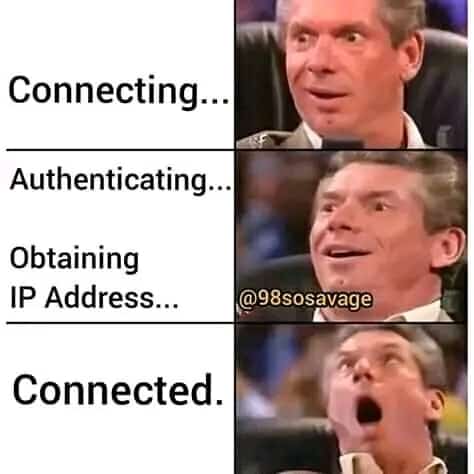 Connecting...
Authenticating...
Obtaining
IP Address...
@98sosavage
Connected.